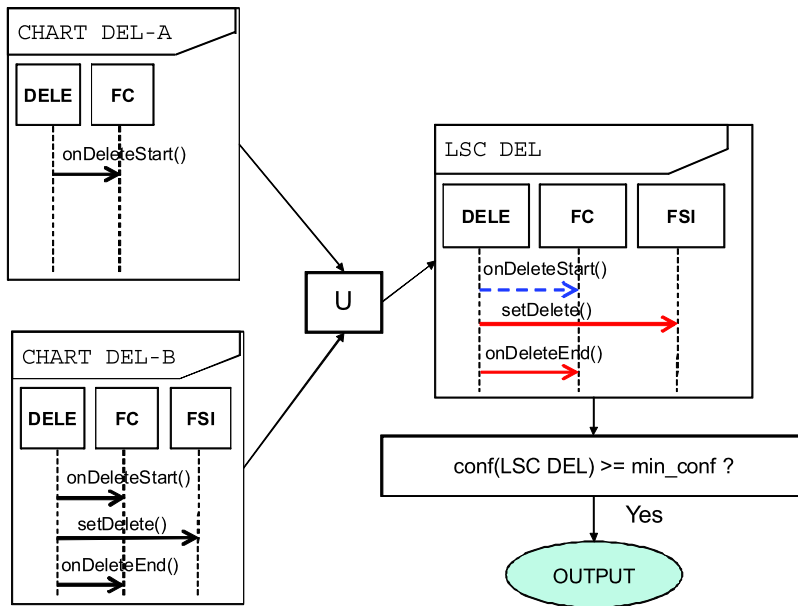 CHART DEL-A
DELE FC
onDeleteStart()
CHART DEL-B
DELE FC FSI
onDeleteStart()
setDelete()
onDeleteEnd()
U
LSC DEL
DELE FC FSI
onDeleteStart()
setDelete()
onDeleteEnd()
conf(LSC DEL) >= min_conf ?
Yes
OUTPUT